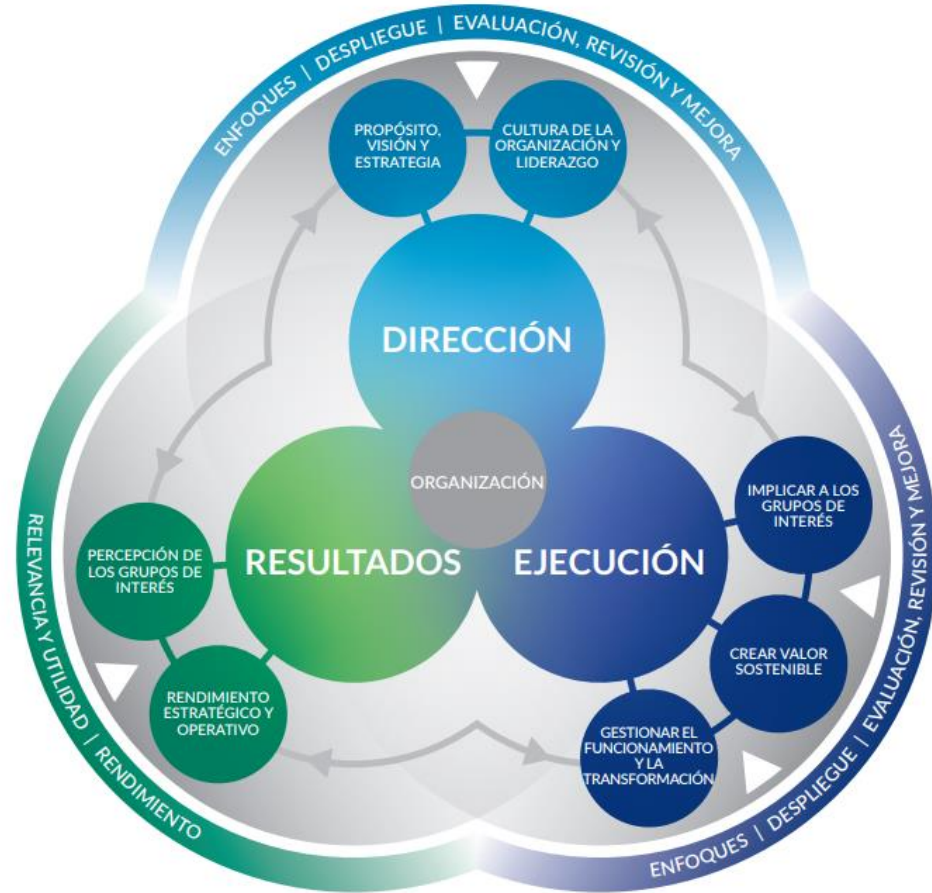 ENFOQUES | DESPLIEGUE | EVALUACIÓN, REVISIÓN Y MEJORA
PROPÓSITO,
VISIÓN Y
ESTRATEGIA
CULTURA DE LA
ORGANIZACIÓN Y
LIDERAZGO
DIRECCIÓN
ORGANIZACIÓN
RESULTADOS
EJECUCIÓN
PERCEPCIÓN DE
LOS GRUPOS DE
INTERÉS
RENDIMIENTO
ESTRATÉGICO Y
OPERATIVO
IMPLICAR A LOS
GRUPOS DE
INTERÉS
CREAR VALOR
SOSTENIBLE
GESTIONAR EL
FUNCIONAMIENTO
Y LA
TRANSFORMACIÓN
RELEVANCIA Y UTILIDAD | RENDIMIENTO
ENFOQUES | DESPLIEGUE | EVALUACIÓN, REVISIÓN Y MEJORA